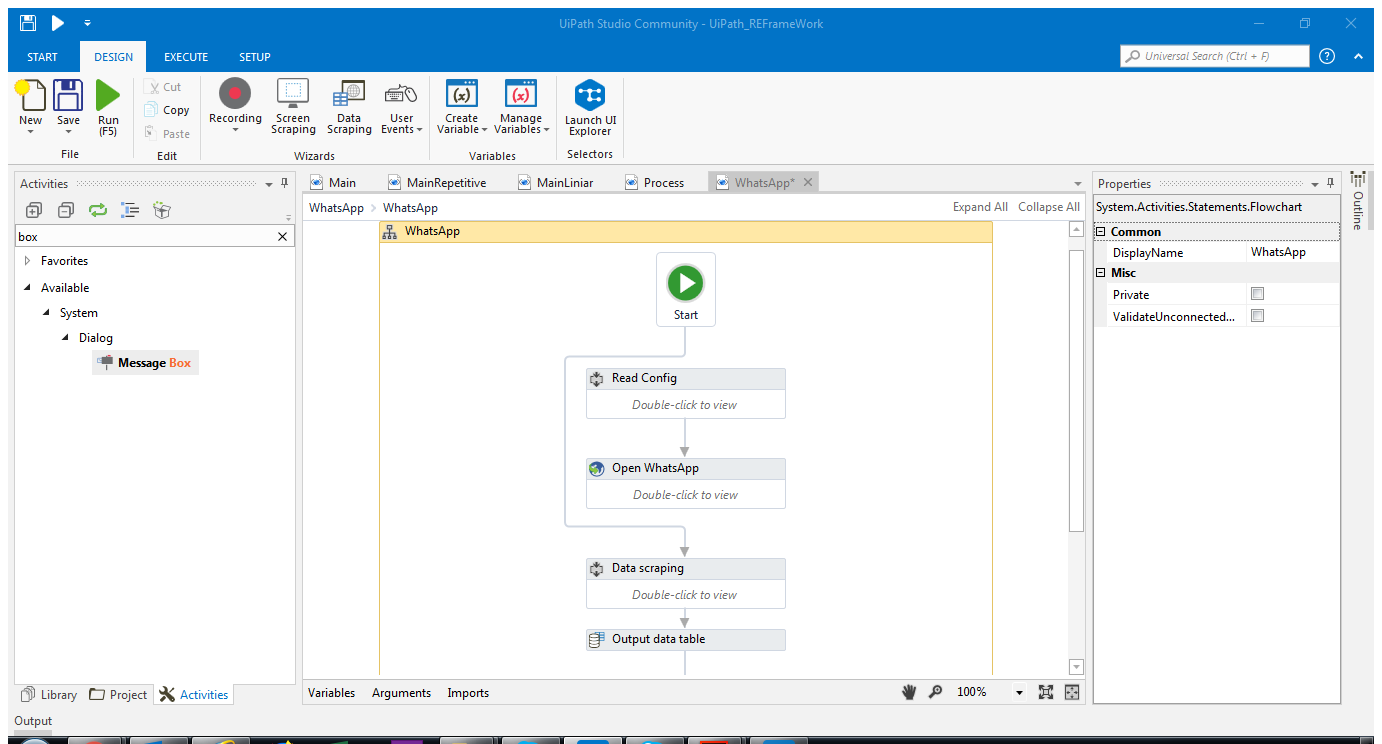 UiPath Studio Community - UiPath_REFrameWork
START DESIGN EXECUTE SETUP
Universal Search (Ctrl + F)
New
Save
Run
(F5)
Cut
Copy
Paste
Recording
Screen
Scraping
Data
Scraping
User
Events
Create
Variable
Manage
Variables
Launch UI
Explorer
File
Edit
Wizards
Variables
Selectors
Activities
box
Favorites
Available
System
Dialog
Message Box
Library
Project
Activities
Output
Main
MainRepetitive
MainLiniar
Process
WhatsApp*
WhatsApp > WhatsApp
Expand All
Collapse All
WhatsApp
Start
Read Config
Double-click to view
Open WhatsApp
Double-click to view
Data scraping
Double-click to view
Output data table
Variables
Arguments
Imports
100%
Properties
System.Activities.Statements.Flowchart
Common
DisplayName WhatsApp
Misc
Private
ValidateUnconnected...
Outline